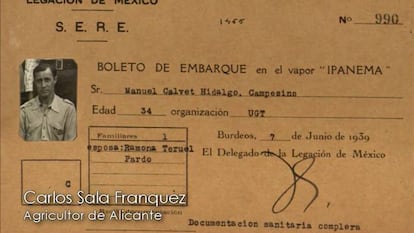 LEGACION DE MEXICO
S. E. R. E.
1555
Nº 990
BOLETO DE EMBARQUE en el vapor "IPANEMA"
Sr. Manuel Calvet Hidalgo, Campesino
Edad 34 organización UGT
Familiares 1
esposa:Ramona Teruel
Pardo
C
Burdeos, 7 de Junio de 1939
El Delegado de la Legación de México
Carlos Sala Franquez
Agricultor de Alicante
Documentacion sanitaria complera